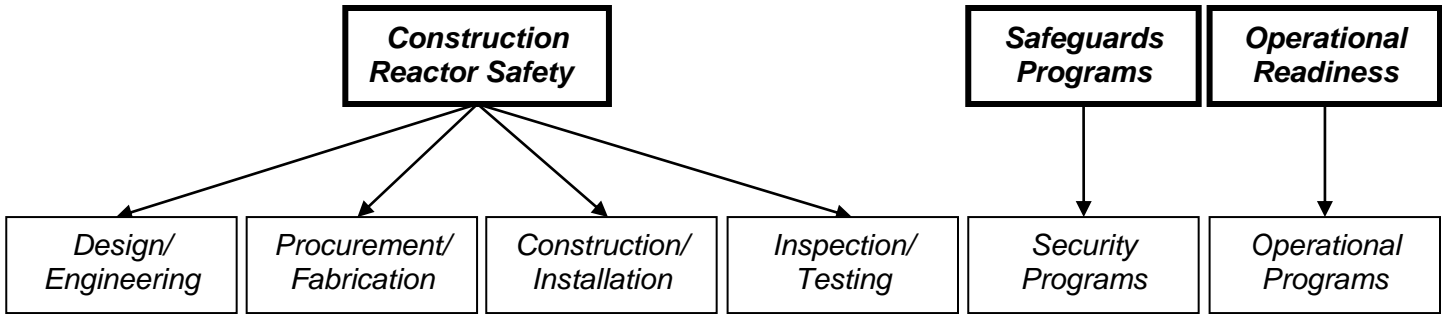 Construction
Reactor Safety
Safeguards
Programs
Operational
Readiness
Design/
Engineering
Procurement/
Fabrication
Construction/
Installation
Inspection/
Testing
Security
Programs
Operational
Programs